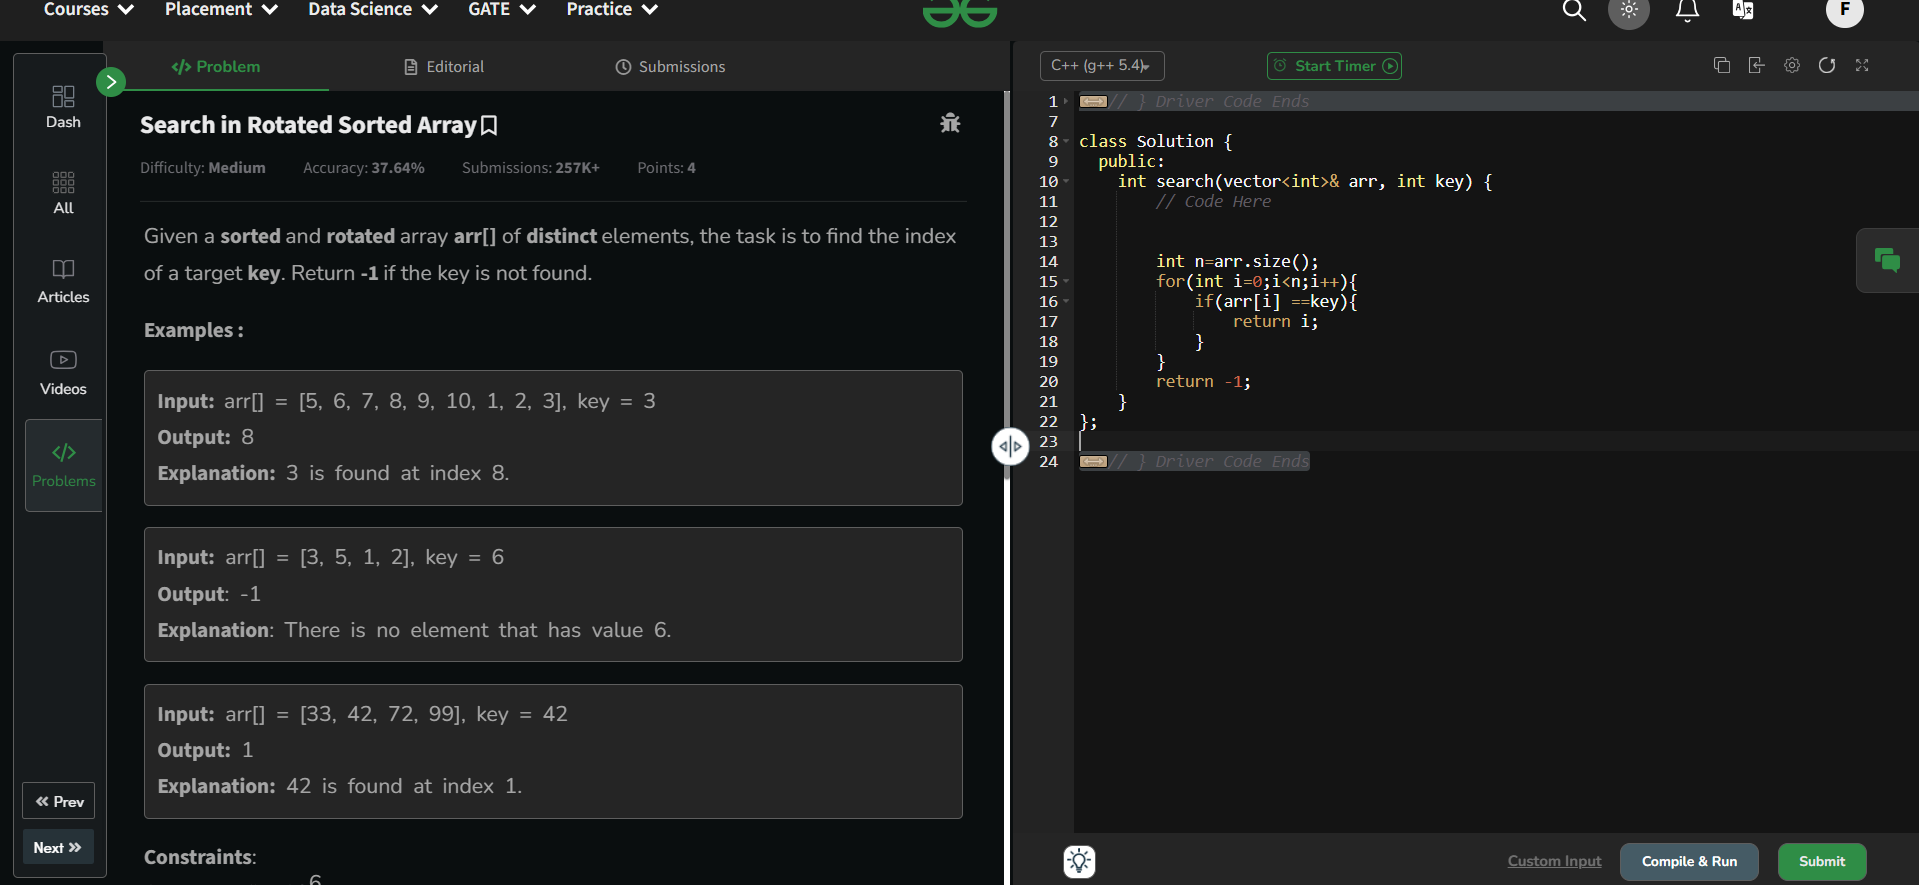 Courses Placement Data Science GATE Practice
F
Dash
All
Articles
Videos
Problems
Prev
Next
Problem Editorial Submissions
Search in Rotated Sorted Array
Difficulty: Medium Accuracy: 37.64% Submissions: 257K+ Points: 4
Given a sorted and rotated array arr[] of distinct elements, the task is to find the index
of a target key. Return -1 if the key is not found.
Examples :
Input: arr[] = [5, 6, 7, 8, 9, 10, 1, 2, 3], key = 3
Output: 8
Explanation: 3 is found at index 8.
Input: arr[] = [3, 5, 1, 2], key = 6
Output: -1
Explanation: There is no element that has value 6.
Input: arr[] = [33, 42, 72, 99], key = 42
Output: 1
Explanation: 42 is found at index 1.
Constraints:
6
C++ (g++ 5.4) Start Timer
1 // } Driver Code Ends
7
8 class Solution {
9 public:
10 int search(vector<int>& arr, int key) {
11 // Code Here
12
13
14 int n=arr.size();
15 for(int i=0;i<n;i++){
16 if(arr[i] ==key){
17 return i;
18 }
19 }
20 return -1;
21 }
22 };
23
24 // } Driver Code Ends
Custom Input Compile & Run Submit